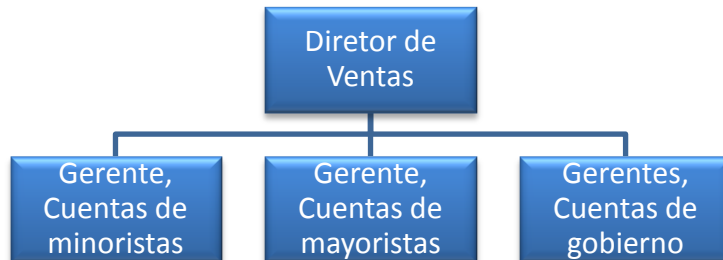 Diretor de
Ventas
Gerente,
Cuentas de
minoristas
Gerente,
Cuentas de
mayoristas
Gerentes,
Cuentas de
gobierno